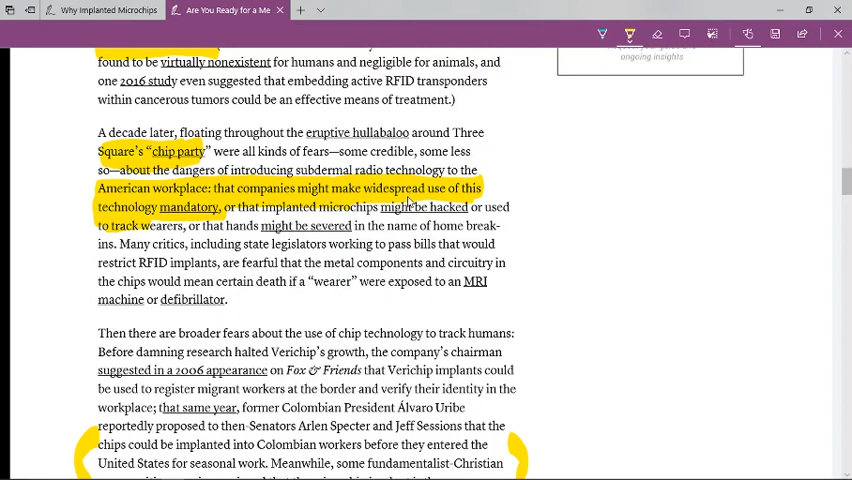 Why Implanted Microchips
Are You Ready for a Me
found to be virtually nonexistent for humans and negligible for animals, and
one 2016 study even suggested that embedding active RFID transponders
within cancerous tumors could be an effective means of treatment.)
ongoing insights
A decade later, floating throughout the eruptive hullabaloo around Three
Square's “chip party” were all kinds of fears—some credible, some less
so—about the dangers of introducing subdermal radio technology to the
American workplace: that companies might make widespread use of this
technology mandatory, or that implanted microchips might be hacked or used
to track wearers, or that hands might be severed in the name of home break-
ins. Many critics, including state legislators working to pass bills that would
restrict RFID implants, are fearful that the metal components and circuitry in
the chips would mean certain death if a “wearer” were exposed to an MRI
machine or defibrillator.
Then there are broader fears about the use of chip technology to track humans:
Before damning research halted Verichip's growth, the company's chairman
suggested in a 2006 appearance on Fox & Friends that Verichip implants could
be used to register migrant workers at the border and verify their identity in the
workplace; that same year, former Colombian President Álvaro Uribe
reportedly proposed to then-Senators Arlen Specter and Jeff Sessions that the
chips could be implanted into Colombian workers before they entered the
United States for seasonal work. Meanwhile, some fundamentalist-Christian